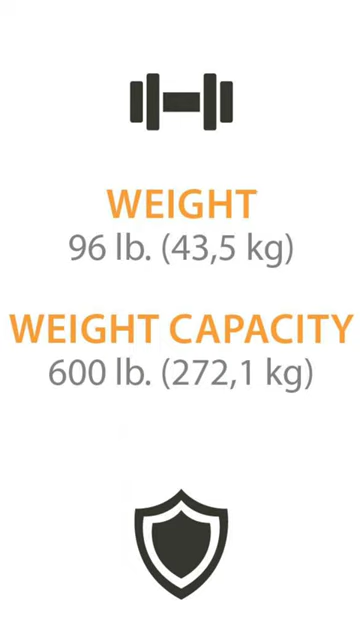 WEIGHT
96 lb. (43,5 kg)
WEIGHT CAPACITY
600 lb. (272,1 kg)